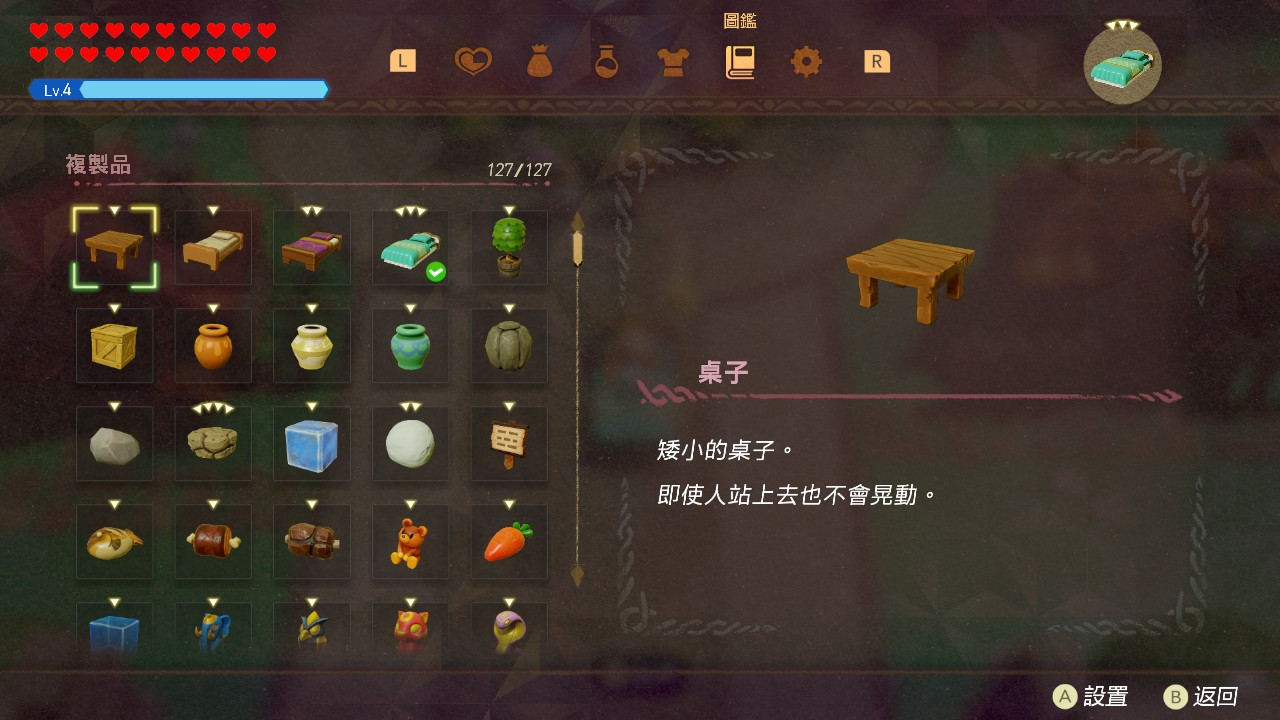 圖鑑
L
R
Lv.4
複製品
127/127
桌子
矮小的桌子。
即使人站上去也不會晃動。
A 設置
B 返回